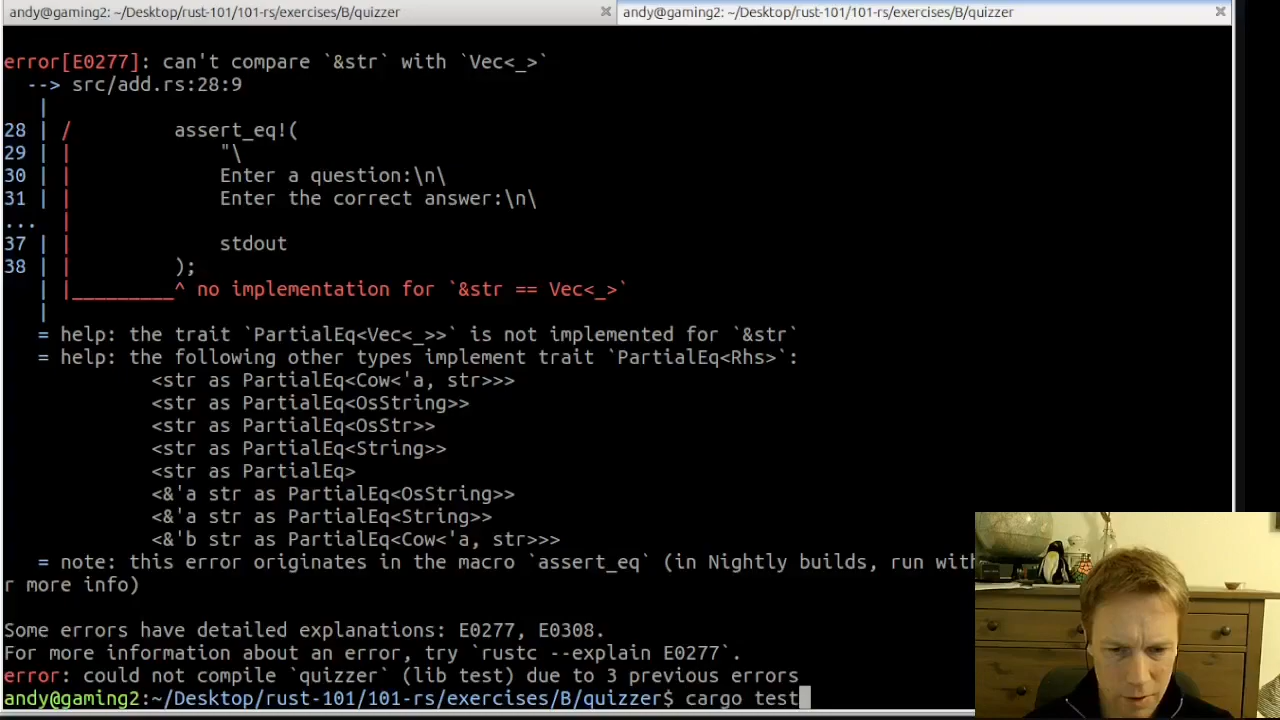 andy@gaming2: ~/Desktop/rust-101/101-rs/exercises/B/quizzer
andy@gaming2: ~/Desktop/rust-101/101-rs/exercises/B/quizzer
error[E0277]: can't compare `&str` with `Vec<_>`
--> src/add.rs:28:9
|
28 | / assert_eq!(
29 | | "\
30 | | Enter a question:\n\
31 | | Enter the correct answer:\n\
... |
37 | | stdout
38 | | );
| |_________^ no implementation for `&str == Vec<_>`
|
= help: the trait `PartialEq<Vec<_>>` is not implemented for `&str`
= help: the following other types implement trait `PartialEq<Rhs>`:
<str as PartialEq<Cow<'a, str>>>
<str as PartialEq<OsString>>
<str as PartialEq<OsStr>>
<str as PartialEq<String>>
<str as PartialEq>
<&'a str as PartialEq<OsString>>
<&'a str as PartialEq<String>>
<&'b str as PartialEq<Cow<'a, str>>>
= note: this error originates in the macro `assert_eq` (in Nightly builds, run with
r more info)
Some errors have detailed explanations: E0277, E0308.
For more information about an error, try `rustc --explain E0277`.
error: could not compile `quizzer` (lib test) due to 3 previous errors
andy@gaming2:~/Desktop/rust-101/101-rs/exercises/B/quizzer$ cargo test